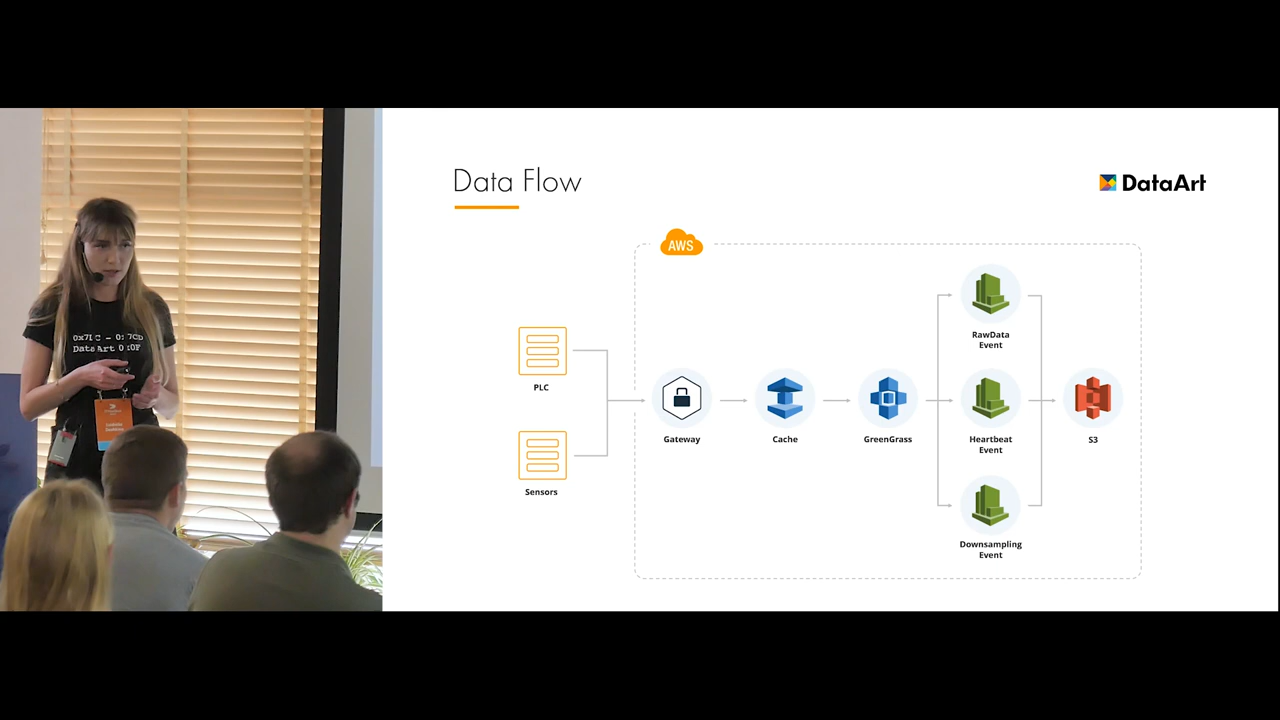 Data Flow
DataArt
AWS
PLC
Sensors
Gateway
Cache
GreenGrass
RawData
Event
Heartbeat
Event
Downsampling
Event
S3